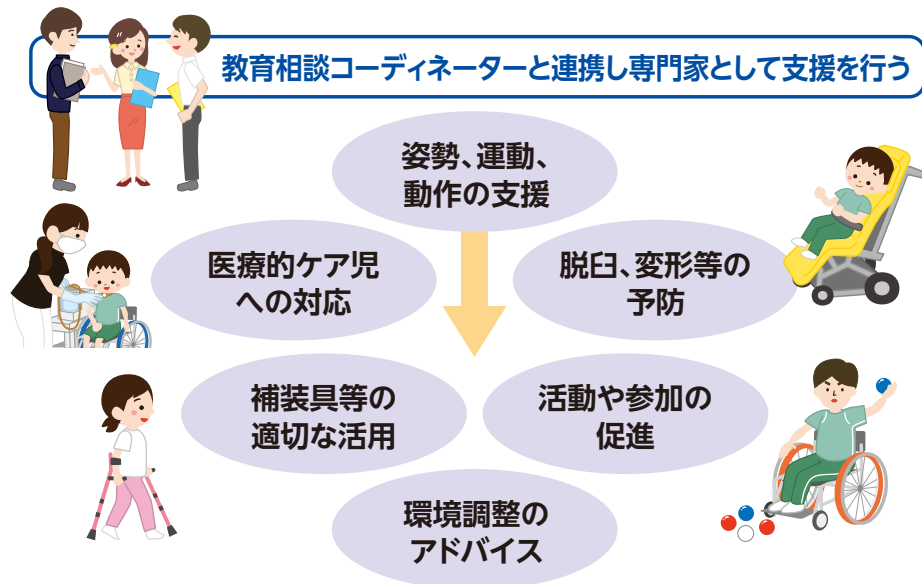 教育相談コーディネーターと連携し専門家として支援を行う
姿勢、運動、
動作の支援
医療的ケア児
への対応
脱臼、変形等の
予防
補装具等の
適切な活用
活動や参加の
促進
環境調整の
アドバイス